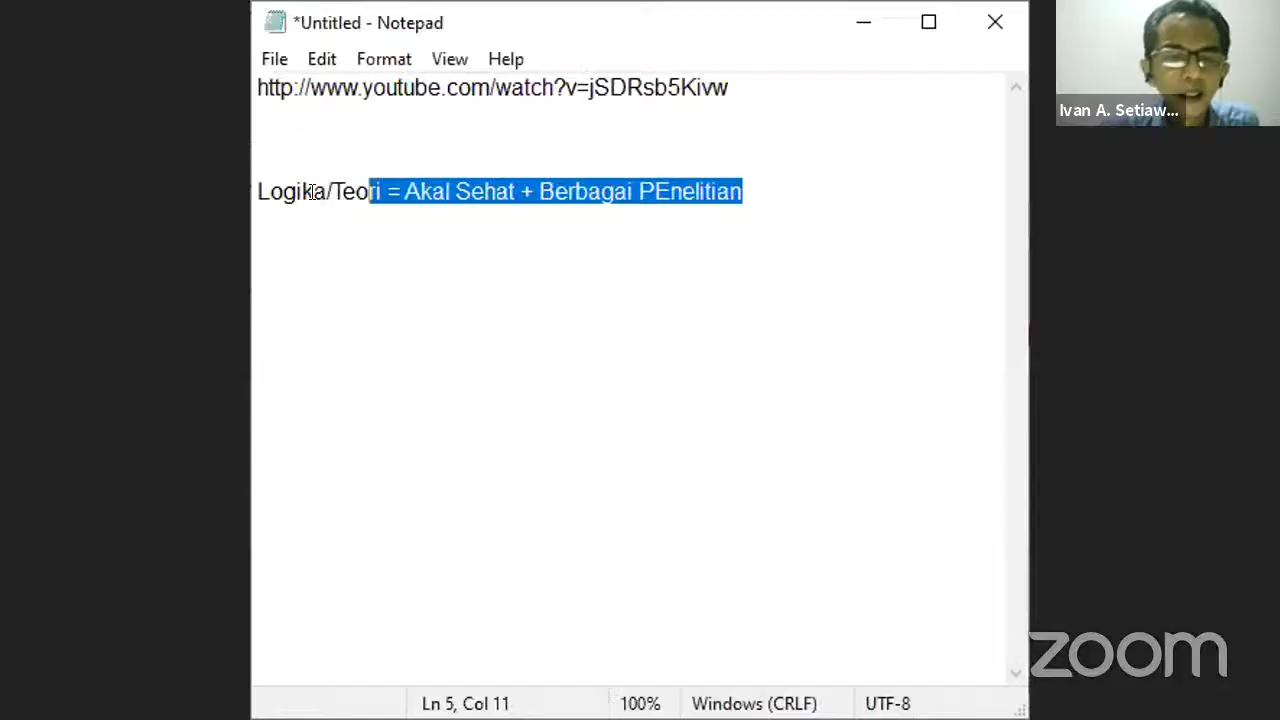 *Untitled - Notepad
File Edit Format View Help
http://www.youtube.com/watch?v=jSDRsb5Kivw
Logika/Teori = Akal Sehat + Berbagai PEnelitian
Ivan A. Setiaw...
zoom
Ln 5, Col 11 100% Windows (CRLF) UTF-8